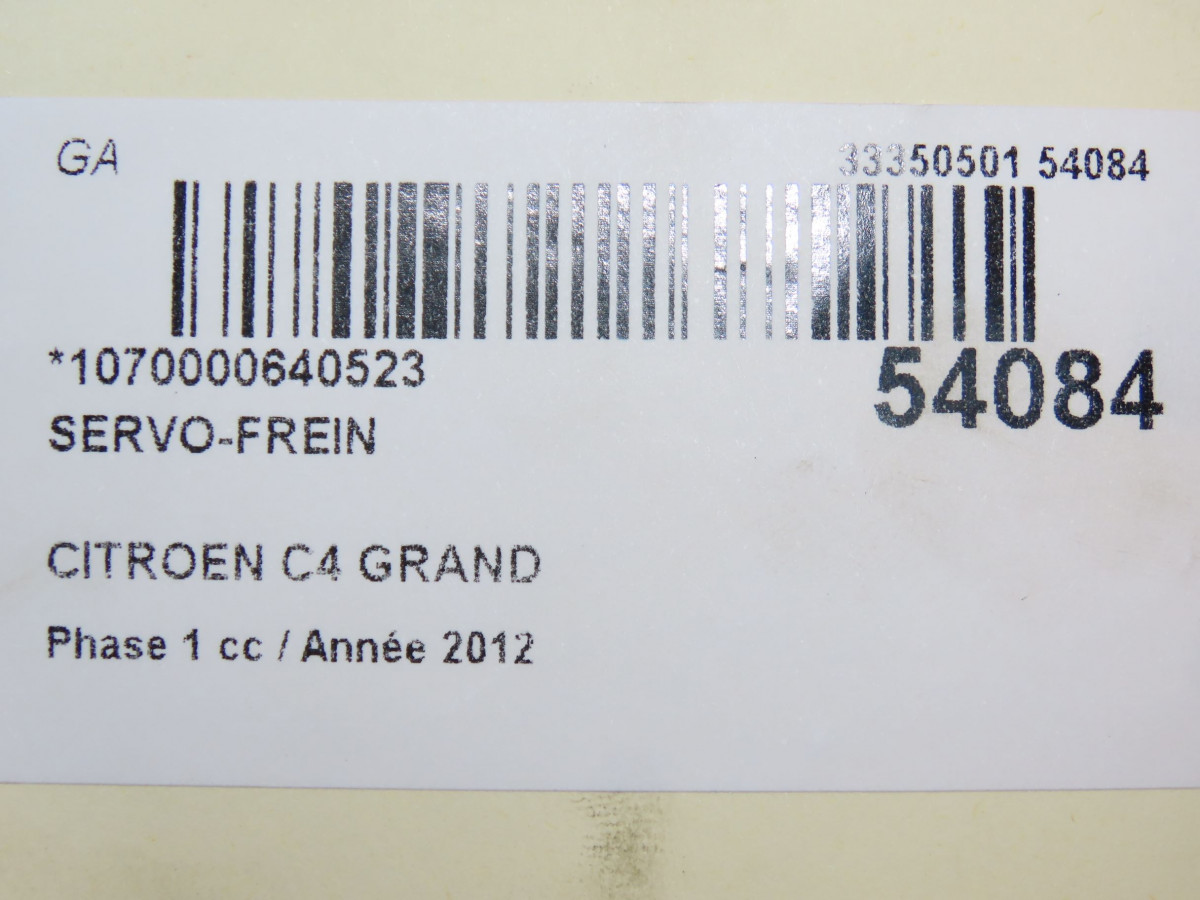 GA
33350501 54084
*1070000640523
54084
SERVO-FREIN
CITROEN C4 GRAND
Phase 1 cc / Année 2012